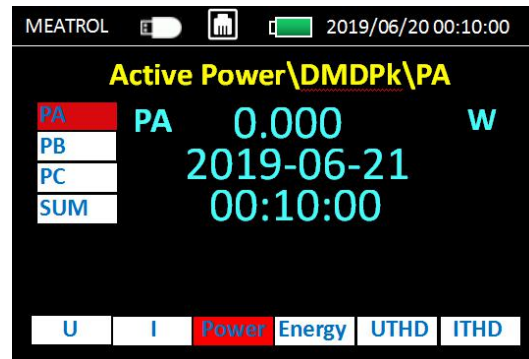 MEATROL 2019/06/20 00:10:00
Active Power\DMDPk\PA
PA
PB
PC
SUM
PA 0.000 W
2019-06-21
00:10:00
U I Power Energy UTHD ITHD